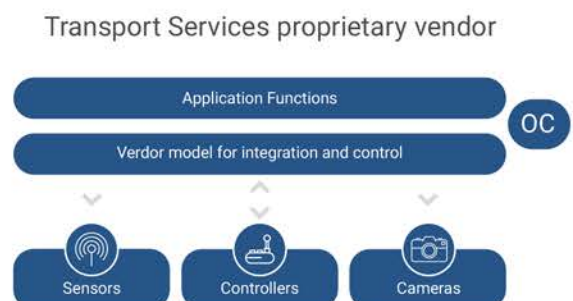 Transport Services proprietary vendor
Application Functions
OC
Verdor model for integration and control
Sensors
Controllers
Cameras